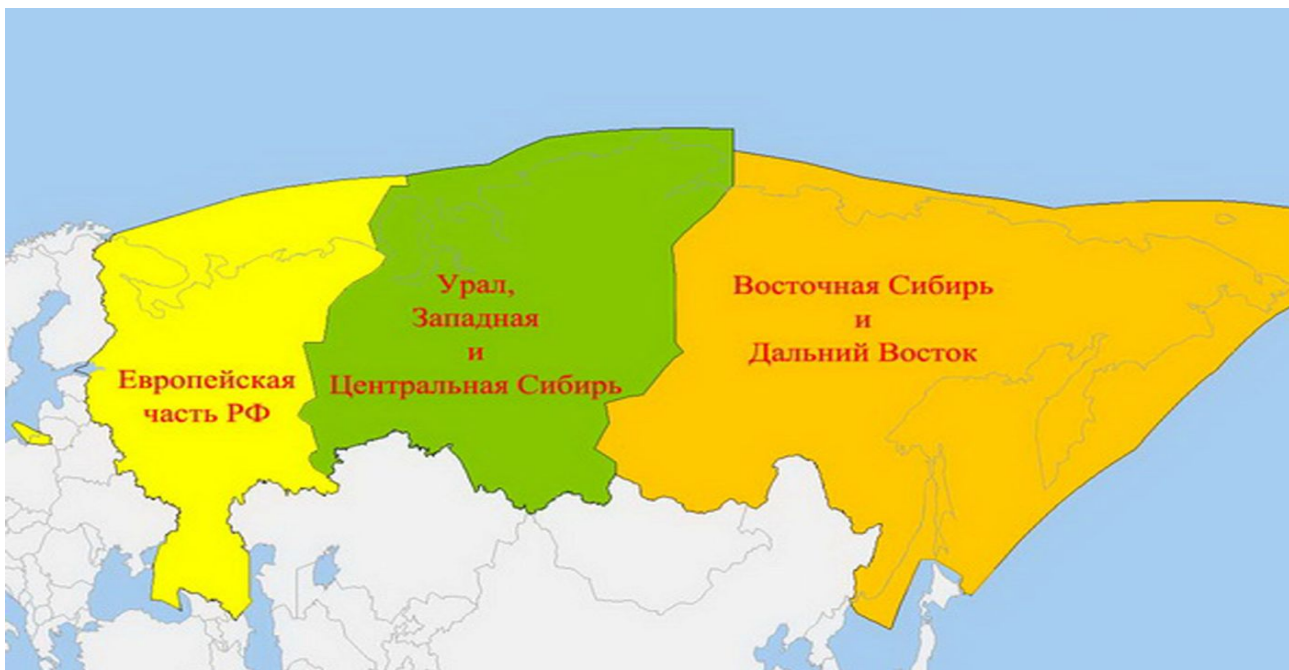 Европейская
часть РФ
Урал,
Западная
и
Центральная Сибирь
Восточная Сибирь
и
Дальний Восток